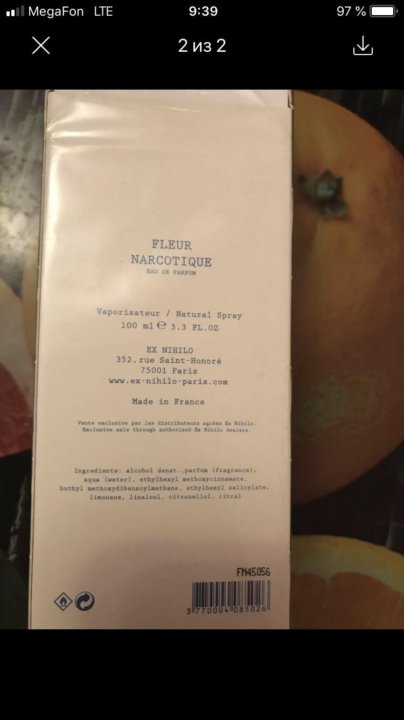 MegaFon LTE 9:39 97 %
2 из 2
FLEUR
NARCOTIQUE
EAU DE PARFUM
Vaporisateur / Natural Spray
100 ml e 3.3 FL.OZ
EX NIHILO
352, rue Saint-Honoré
75001 Paris
www.ex-nihilo-paris.com
Made in France
Vente exclusive par les distributeurs agréés Ex Nihilo.
Exclusive sale through authorized Ex Nihilo dealers.
Ingredients: alcohol denat., parfum (fragrance),
aqua (water), ethylhexyl methoxycinnamate,
buthyl methoxydibenzoylmethane, ethylhexyl salicylate,
limonene, linalool, citronellol, citral
FN45056
3770004085026